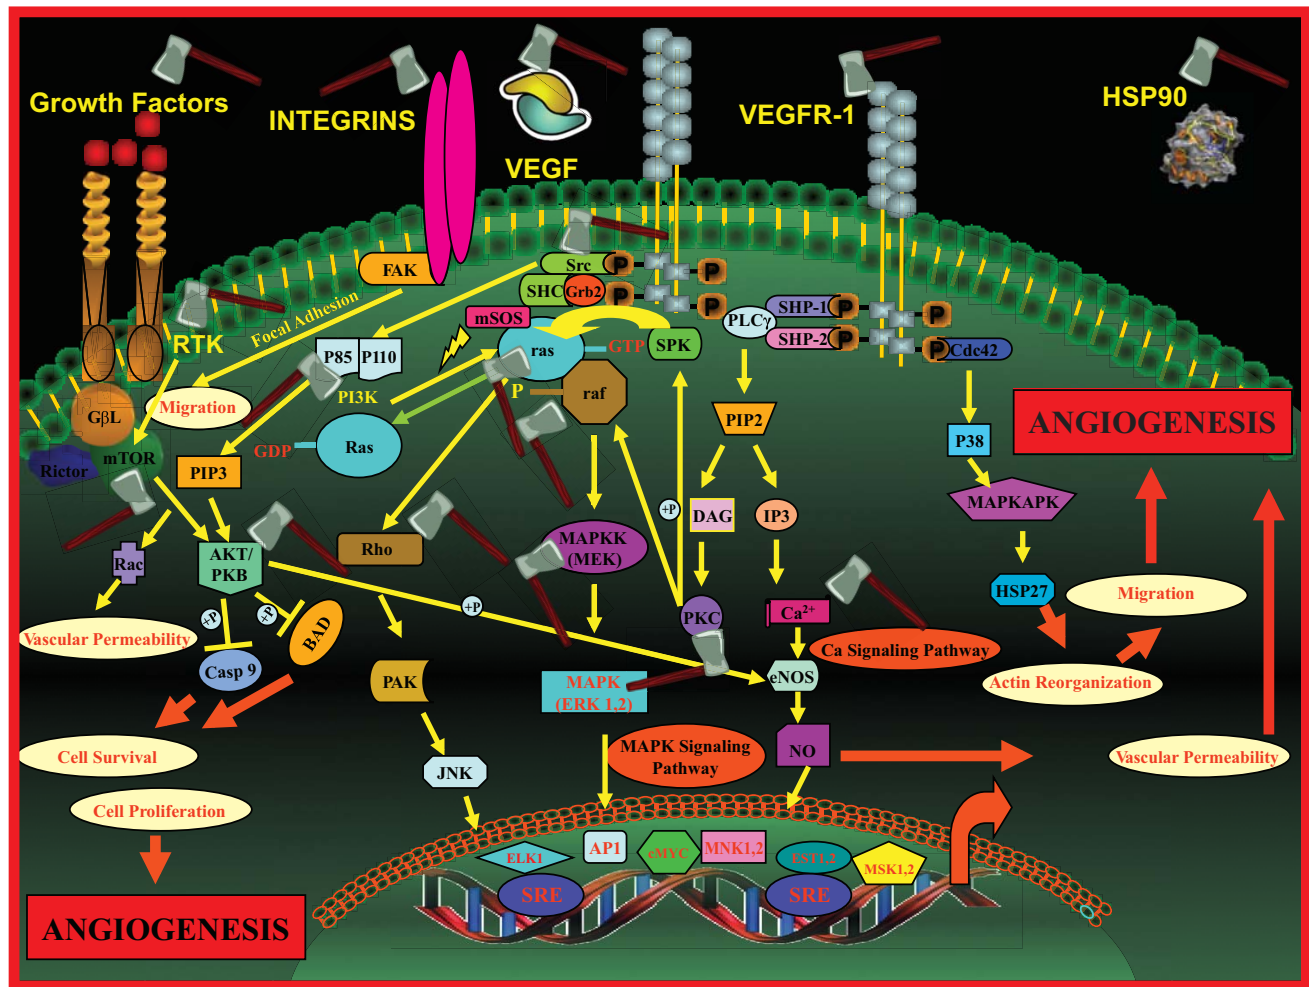 Growth Factors
INTEGRINS
VEGF
VEGFR-1
HSP90
FAK
Src
P
P
SHC
Grb2
P
P
mSOS
ras
GTP
SPK
PLCγ
SHP-1
P
P
SHP-2
P
P
Cdc42
RTK
Focal Adhesion
P85
P110
PI3K
P
raf
Migration
GβL
Rictor
mTOR
PIP3
GDP
Ras
PIP2
P38
ANGIOGENESIS
DAG
IP3
MAPKAPK
+P
Rac
AKT/
PKB
Rho
MAPKK
(MEK)
HSP27
Migration
PKC
Ca2+
+P
+P
+P
Vascular Permeability
Casp 9
BAD
PAK
MAPK
(ERK 1,2)
eNOS
Ca Signaling Pathway
Actin Reorganization
Cell Survival
JNK
MAPK Signaling
Pathway
NO
Vascular Permeability
Cell Proliferation
ELK1
AP1
cMYC
MNK1,2
EST1,2
MSK1,2
SRE
SRE
ANGIOGENESIS